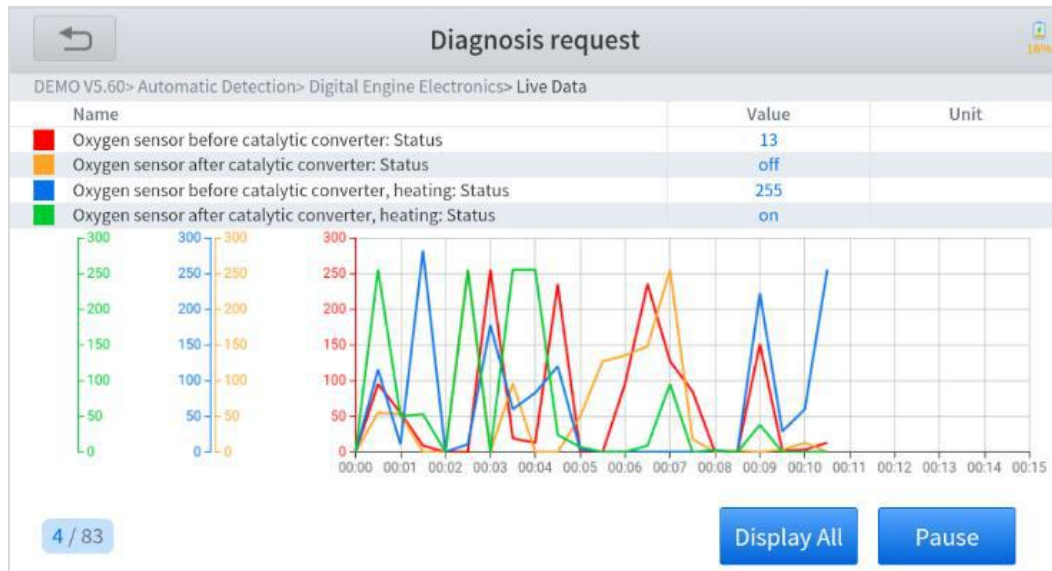 Diagnosis request
16%
DEMO V5.60> Automatic Detection> Digital Engine Electronics> Live Data
Name Value Unit
Oxygen sensor before catalytic converter: Status 13
Oxygen sensor after catalytic converter: Status off
Oxygen sensor before catalytic converter, heating: Status 255
Oxygen sensor after catalytic converter, heating: Status on
300 300 300 300
250 250 250 250
200 200 200 200
150 150 150 150
100 100 100 100
50 50 50 50
0 0 0 0
00:00 00:01 00:02 00:03 00:04 00:05 00:06 00:07 00:08 00:09 00:10 00:11 00:12 00:13 00:14 00:15
4 / 83
Display All Pause